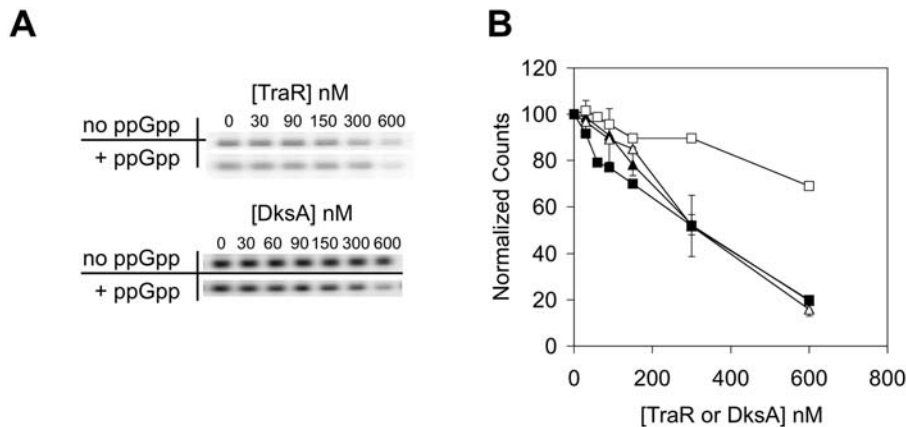 A
[TraR] nM
0 30 90 150 300 600
no ppGpp
+ ppGpp
[DksA] nM
0 30 60 90 150 300 600
no ppGpp
+ ppGpp
B
120
100
80
60
40
20
0
Normalized Counts
0 200 400 600 800
[TraR or DksA] nM